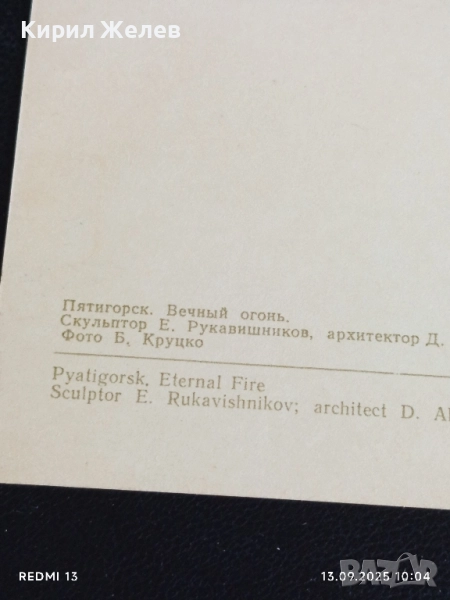 Кирил Желев
Пятигорск. Вечный огонь.
Скульптор Е. Рукавишников, архитектор Д.
Фото Б. Круцко
Pyatigorsk. Eternal Fire
Sculptor E. Rukavishnikov; architect D.
REDMI 13
13.09.2025 10:04
BAZAR